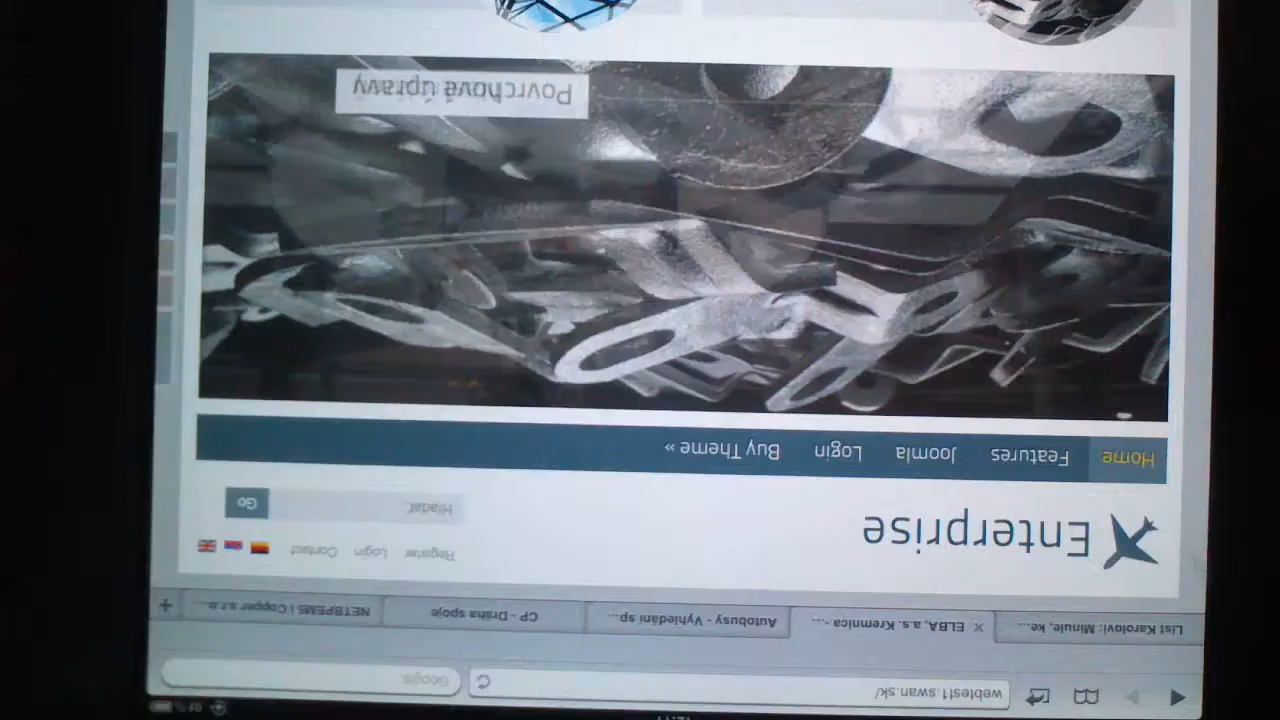 webtest1.swan.sk/
Google
List Karolovi: Minule, ke...
ELBA, a.s. Kremnica -...
Autobusy - Vyhledání sp...
CP - Dráha spoje
NETBPEM5 i Copper s.r.o...
Enterprise
Register Login Contact
Hľadať.
Go
Home Features Joomla Login Buy Theme »
Povrchové úpravy